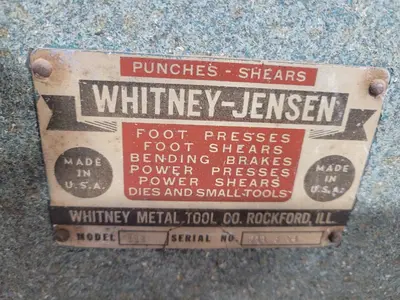 PUNCHES - SHEARS
WHITNEY-JENSEN
FOOT PRESSES
FOOT SHEARS
BENDING BRAKES
POWER PRESSES
POWER SHEARS
DIES AND SMALL-TOOLS
MADE
IN
U.S.A.
MADE
IN
U.S.A.
WHITNEY METAL TOOL CO. ROCKFORD, ILL.
MODEL SERIAL NO.